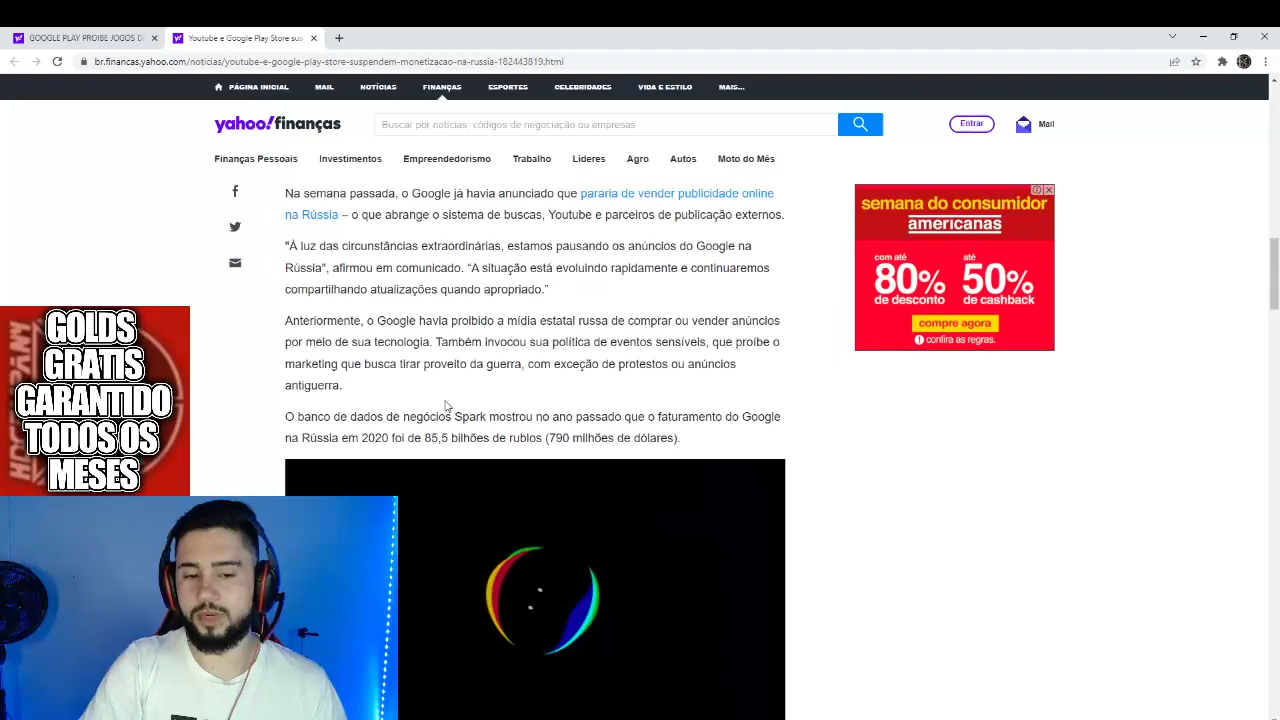 GOOGLE PLAY PROIBE JOGOS D
Youtube e Google Play Store sus
br.financas.yahoo.com/noticias/youtube-e-google-play-store-suspendem-monetizacao-na-russia-182443819.html
PÁGINA INICIAL MAIL NOTÍCIAS FINANÇAS ESPORTES CELEBRIDADES VIDA E ESTILO MAIS...
yahoo!finanças
Buscar por notícias, códigos de negociação ou empresas
Entrar
Mail
Finanças Pessoais Investimentos Empreendedorismo Trabalho Líderes Agro Autos Moto do Mês
Na semana passada, o Google já havia anunciado que pararia de vender publicidade online
na Rússia – o que abrange o sistema de buscas, Youtube e parceiros de publicação externos.
"À luz das circunstâncias extraordinárias, estamos pausando os anúncios do Google na
Rússia", afirmou em comunicado. “A situação está evoluindo rapidamente e continuaremos
compartilhando atualizações quando apropriado.”
Anteriormente, o Google havia proibido a mídia estatal russa de comprar ou vender anúncios
por meio de sua tecnologia. Também invocou sua política de eventos sensíveis, que proíbe o
marketing que busca tirar proveito da guerra, com exceção de protestos ou anúncios
antiguerra.
O banco de dados de negócios Spark mostrou no ano passado que o faturamento do Google
na Rússia em 2020 foi de 85,5 bilhões de rublos (790 milhões de dólares).
semana do consumidor
americanas
com até
80%
de desconto
até
50%
de cashback
compre agora
confira as regras.
GOLDS
GRATIS
GARANTIDO
TODOS OS
MESES